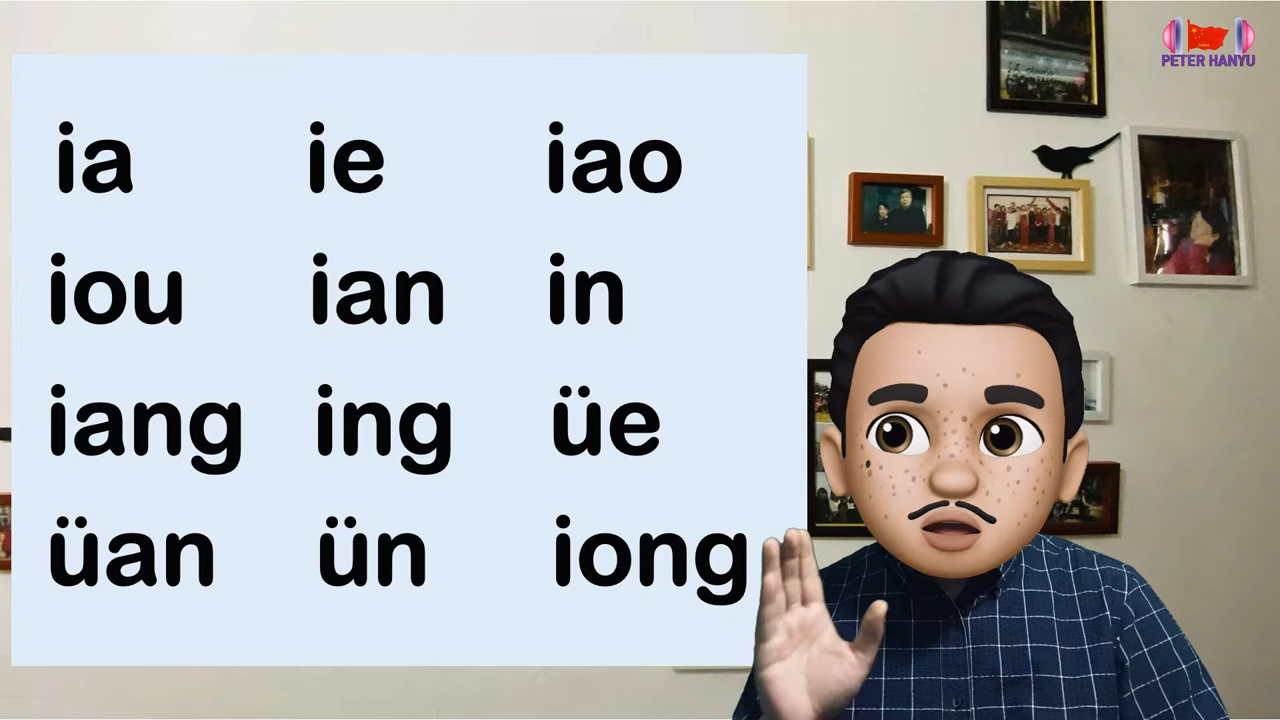 PETER HANYU
ia ie iao
iou ian in
iang ing üe
üan ün iong